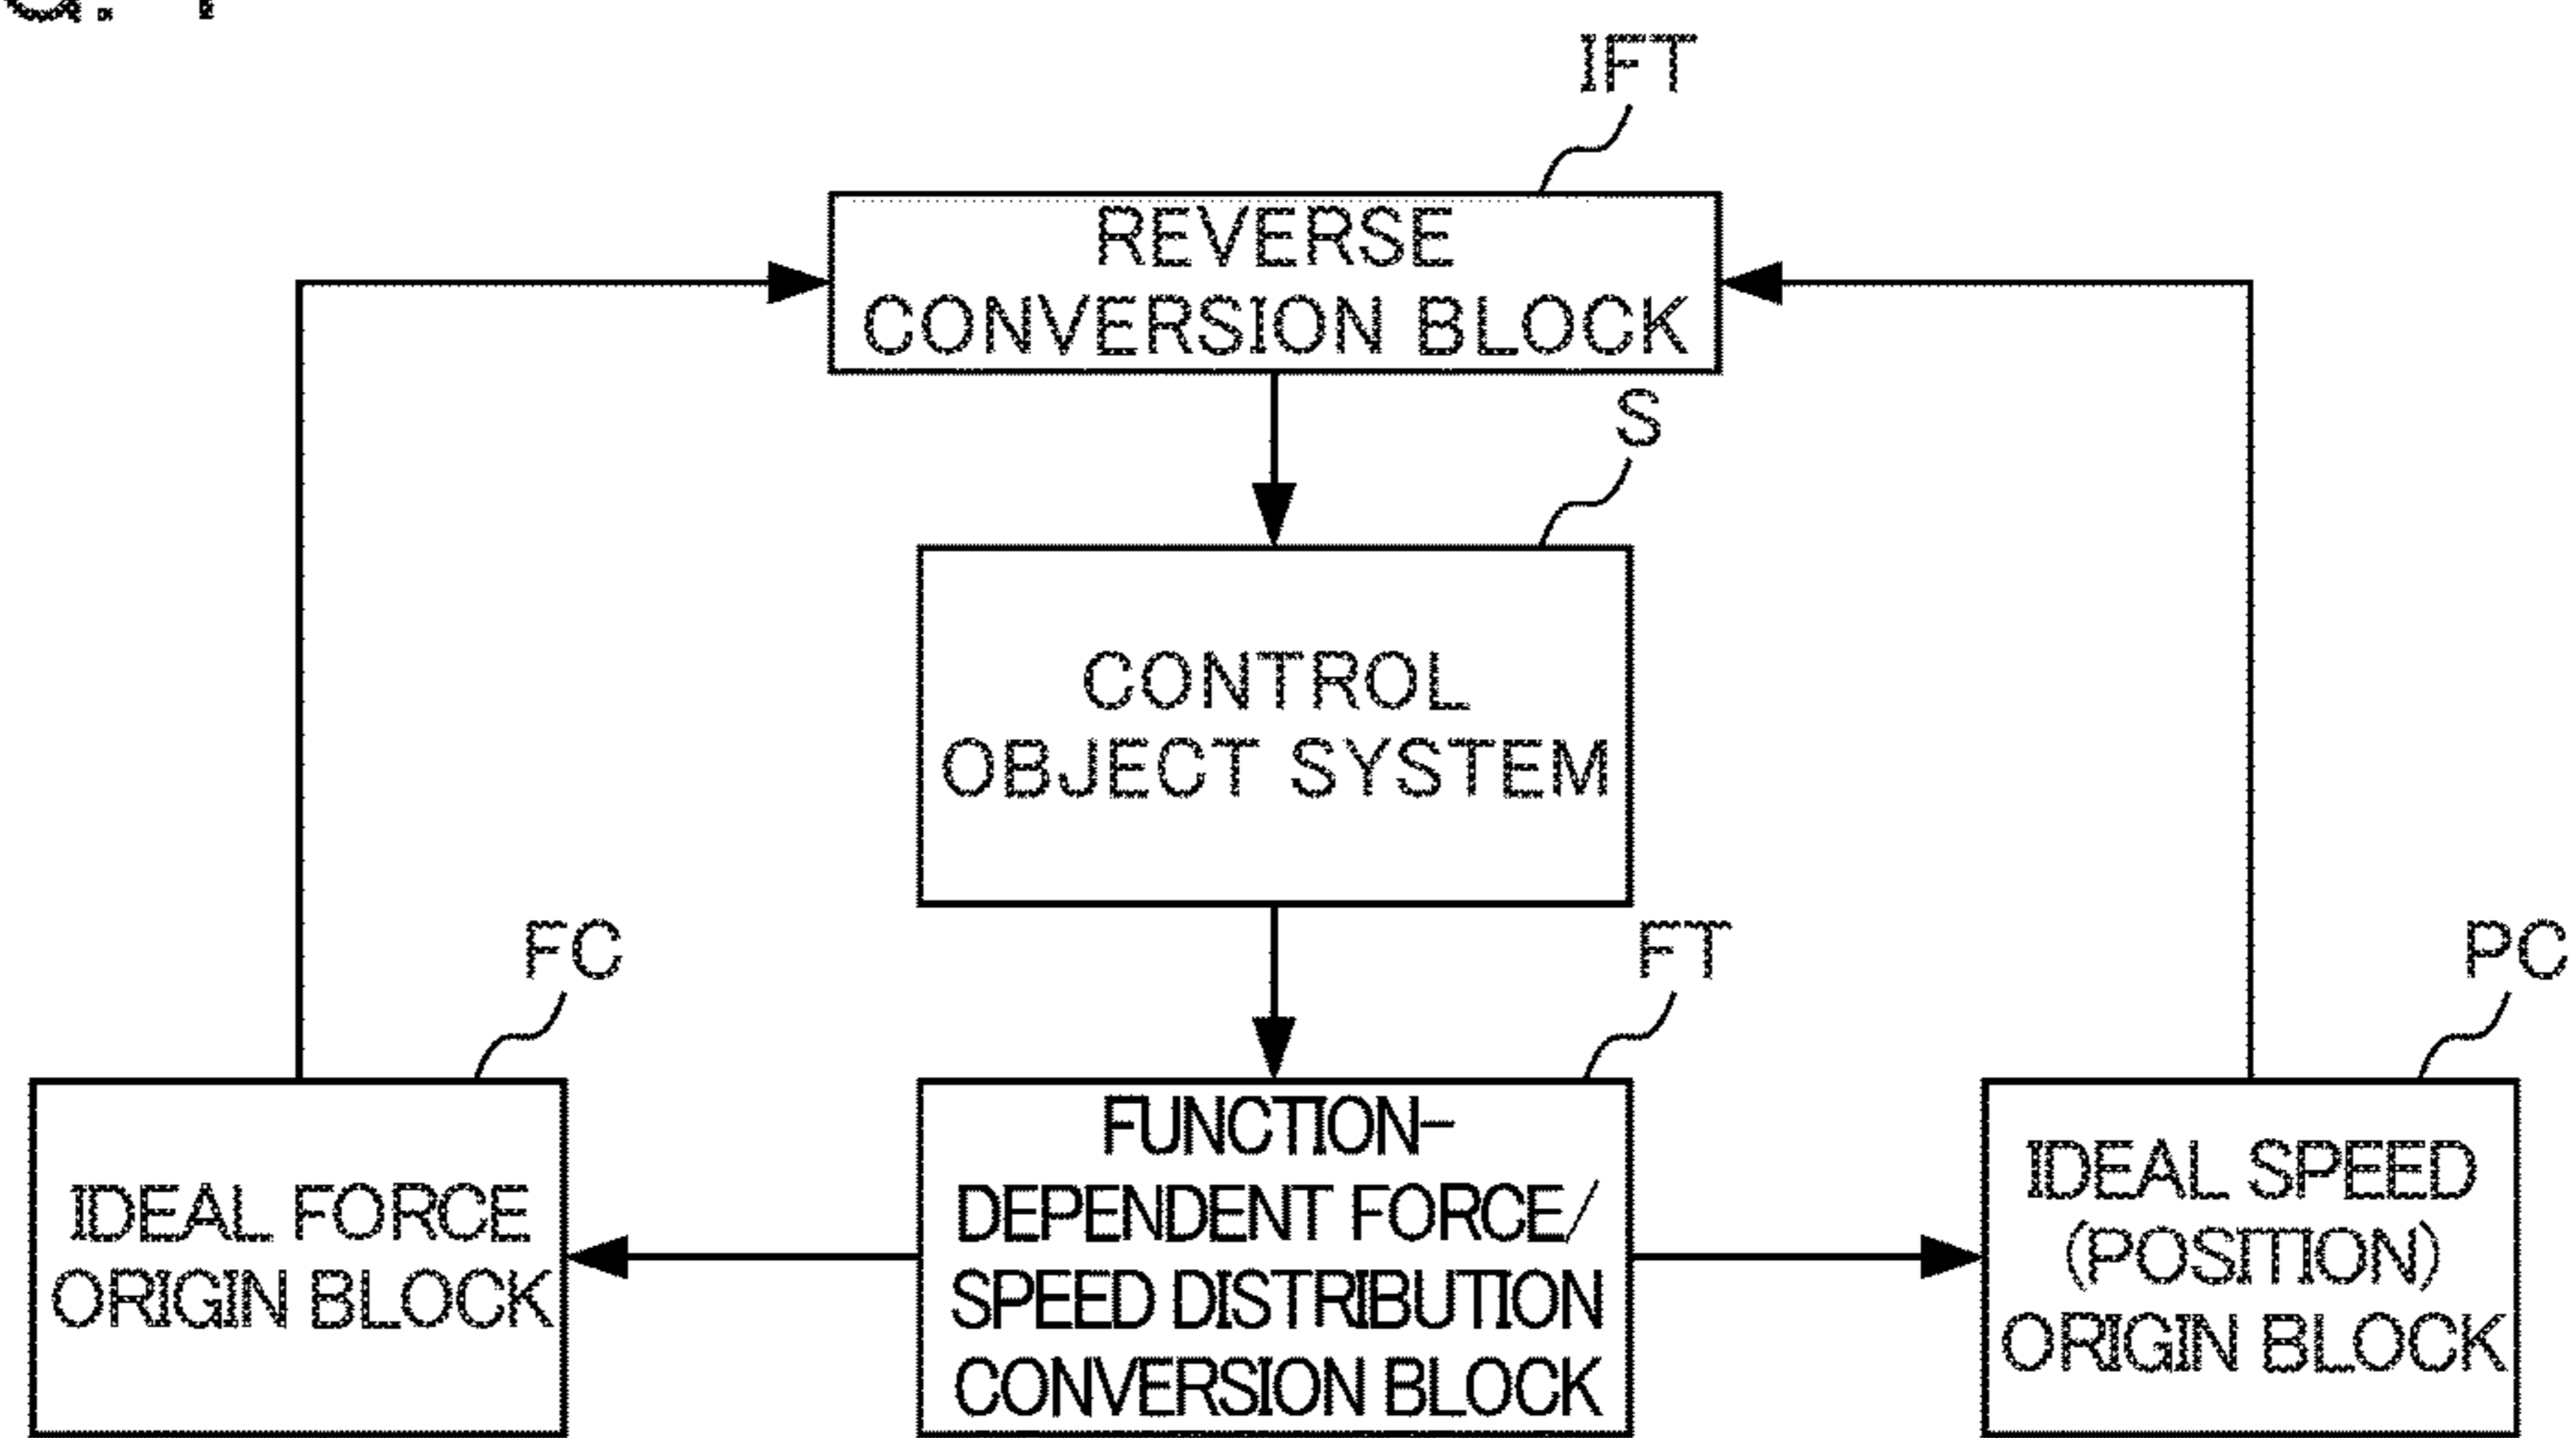 IFT
REVERSE
CONVERSION BLOCK
S
CONTROL
OBJECT SYSTEM
FC
FT
PC
IDEAL FORCE
ORIGIN BLOCK
FUNCTION-
DEPENDENT FORCE/
SPEED DISTRIBUTION
CONVERSION BLOCK
IDEAL SPEED
(POSITION)
ORIGIN BLOCK